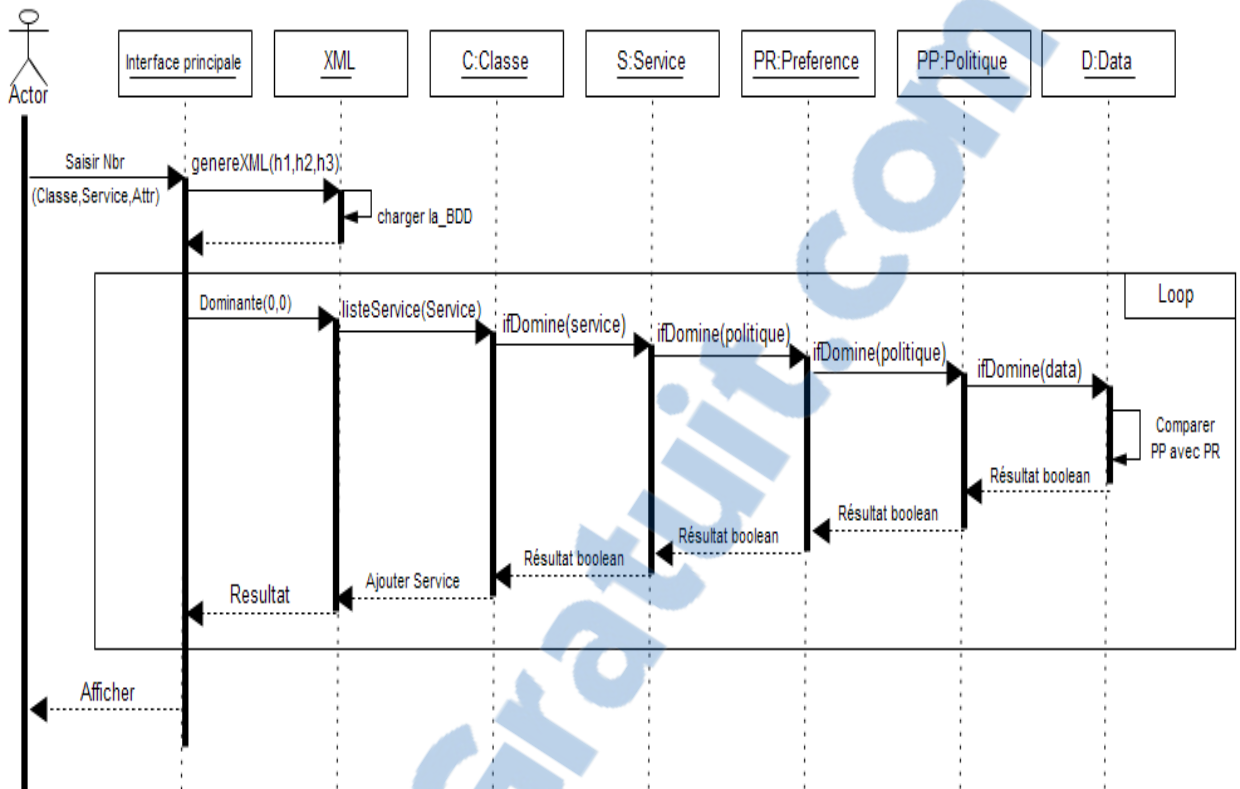 Actor
Interface principale
XML
C:Classe
S:Service
PR:Preference
PP:Politique
D:Data
Saisir Nbr
(Classe,Service,Attr)
genereXML(h1,h2,h3)
charger la_BDD
Loop
Dominante(0,0)
listeService(Service)
ifDomine(service)
ifDomine(politique)
ifDomine(politique)
ifDomine(data)
Comparer
PP avec PR
Résultat boolean
Résultat boolean
Résultat boolean
Résultat boolean
Ajouter Service
Resultat
Afficher
Gratuit.com